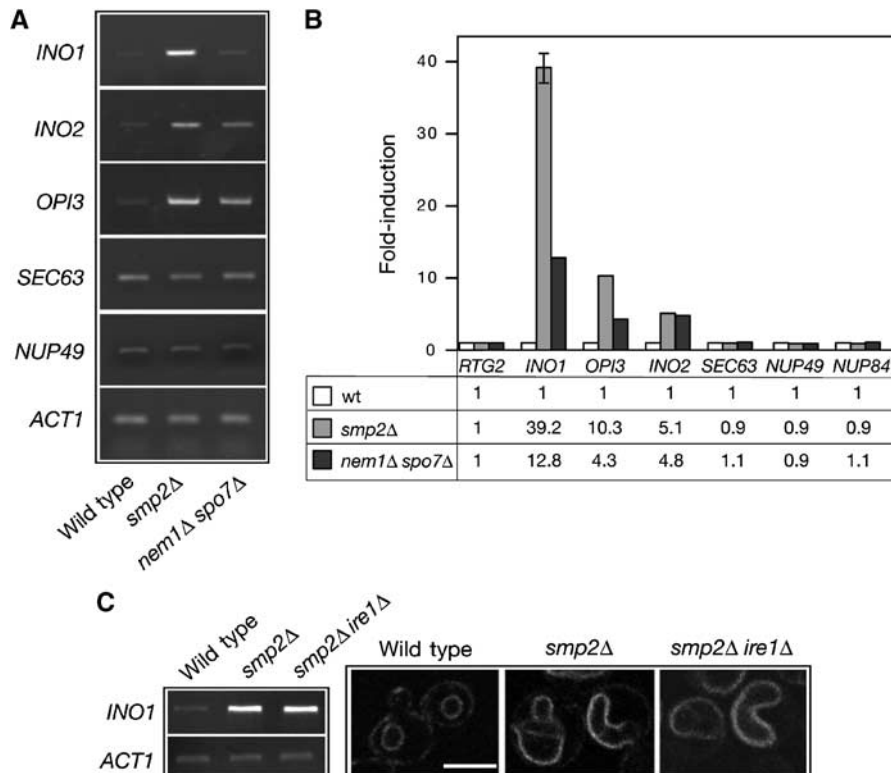 A
INO1
INO2
OPI3
SEC63
NUP49
ACT1
Wild type
smp2Δ
nem1Δ spo7Δ
B
Fold-induction
40
30
20
10
0
RTG2 INO1 OPI3 INO2 SEC63 NUP49 NUP84
wt 1 1 1 1 1 1 1
smp2Δ 1 39.2 10.3 5.1 0.9 0.9 0.9
nem1Δ spo7Δ 1 12.8 4.3 4.8 1.1 0.9 1.1
C
Wild type
smp2Δ
smp2Δ ire1Δ
INO1
ACT1
Wild type smp2Δ smp2Δ ire1Δ